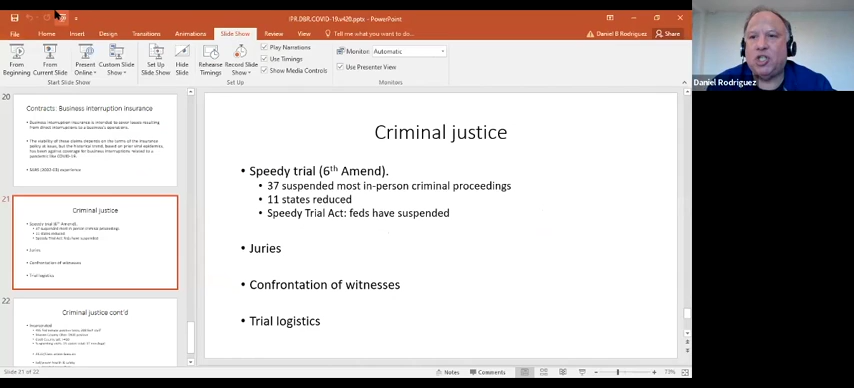 IPR.DBR.COVID-19.v420.pptx - PowerPoint
File Home Insert Design Transitions Animations Slide Show Review View Tell me what you want to do...
Daniel B Rodriguez Share
From Beginning
From Current Slide
Present Online
Custom Slide Show
Set Up Slide Show
Hide Slide
Rehearse Timings
Record Slide Show
Play Narrations
Use Timings
Show Media Controls
Monitor: Automatic
Use Presenter View
Start Slide Show
Set Up
Monitors
Daniel Rodriguez
20
Contracts: Business Interruption Insurance
21
Criminal justice
Speedy trial (6th Amend).
37 suspended most in-person criminal proceedings
11 states reduced
Speedy Trial Act: feds have suspended
Juries
Confrontation of witnesses
Trial logistics
22
Criminal justice cont'd
Criminal justice
• Speedy trial (6th Amend).
• 37 suspended most in-person criminal proceedings
• 11 states reduced
• Speedy Trial Act: feds have suspended
• Juries
• Confrontation of witnesses
• Trial logistics
Slide 21 of 22
Notes Comments
73%